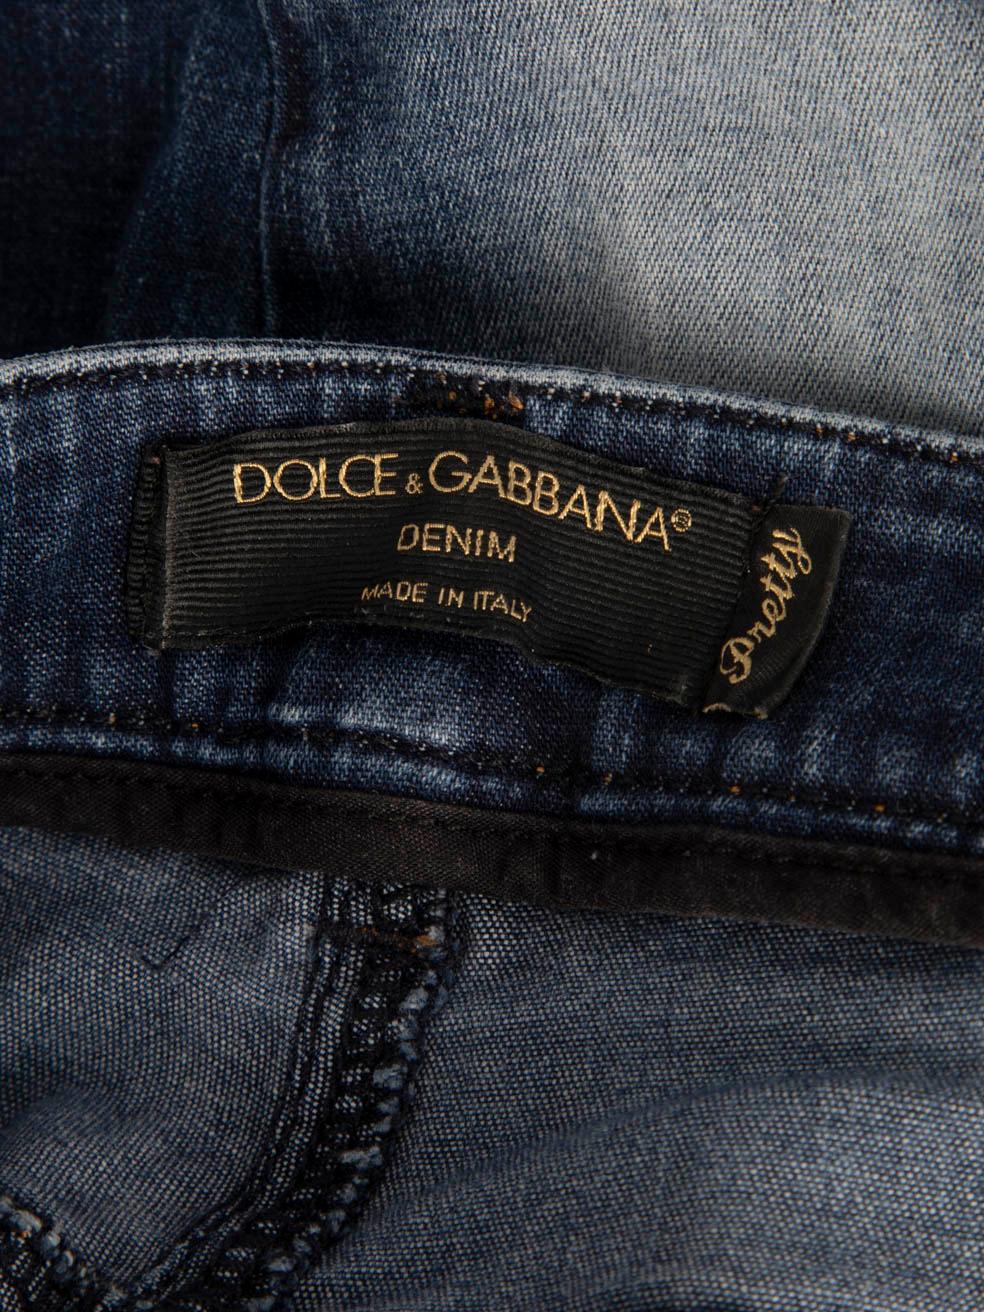 DOLCE & GABBANA®
DENIM
MADE IN ITALY
Pretty